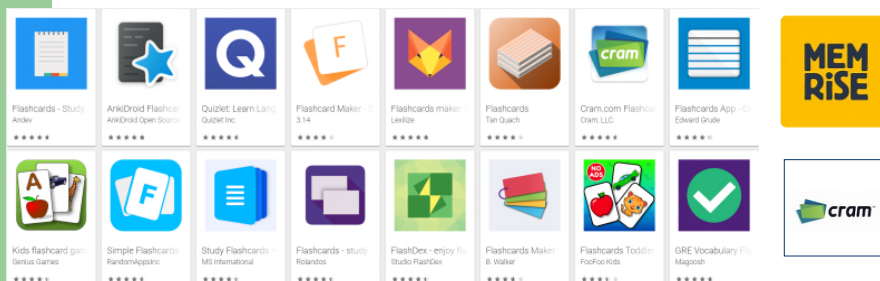 Q
F
cram
MEM
RiSE
Flashcards - Study
Andev
AnkiDroid Flashcar
AnkiDroid Open Source
Quizlet: Learn Lang
Quizlet Inc.
Flashcard Maker - S
3.14
Flashcards maker:
Lexilize
Flashcards
Tan Quach
Cram.com Flashca
Cram, LLC.
Flashcards App - C
Edward Grude
A
F
NO
ADS
cram
Kids flashcard gam
Genius Games
Simple Flashcards
RandomAppsInc
Study Flashcards -
MS International
Flashcards - study
Rolandos
FlashDex - enjoy fla
Studio FlashDex
Flashcards Maker
B. Walker
Flashcards Toddler
FooFoo Kids
GRE Vocabulary Fla
Magoosh